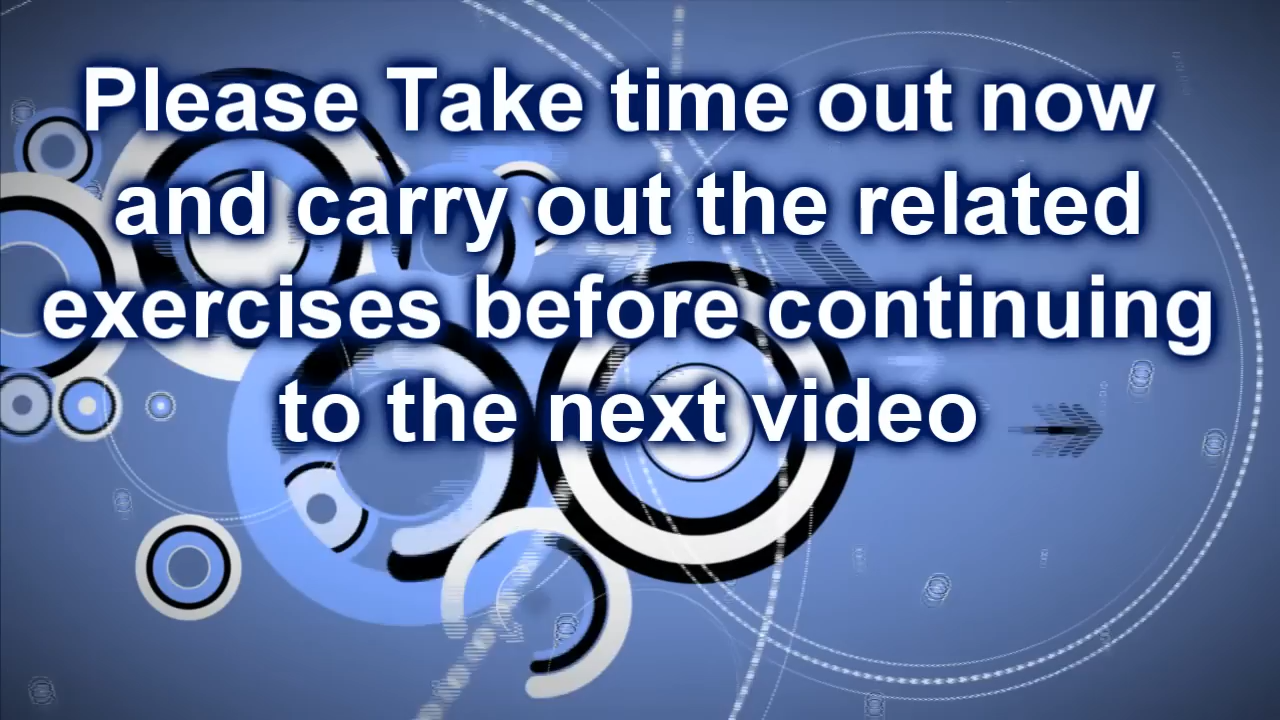 Please Take time out now
and carry out the related
exercises before continuing
to the next video